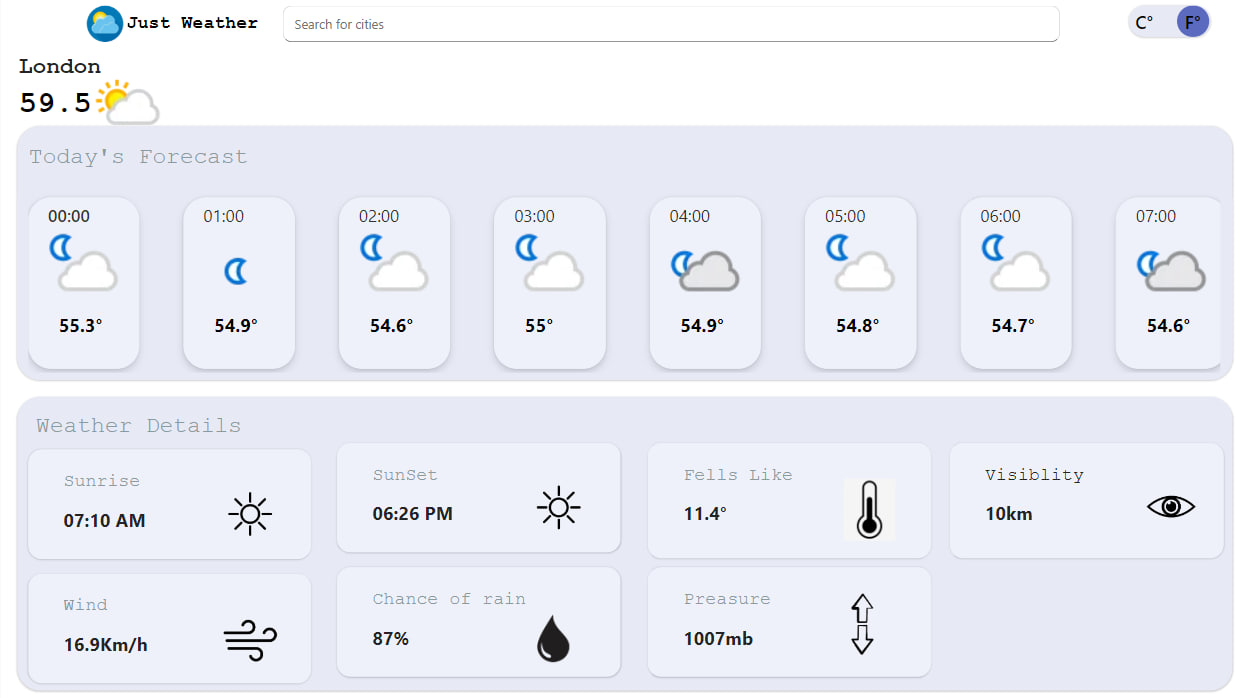 Just Weather
Search for cities
C°
F°
London
59.5
Today's Forecast
00:00
01:00
02:00
03:00
04:00
05:00
06:00
07:00
55.3°
54.9°
54.6°
55°
54.9°
54.8°
54.7°
54.6°
Weather Details
Sunrise
07:10 AM
SunSet
06:26 PM
Fells Like
11.4°
Visiblity
10km
Wind
16.9Km/h
Chance of rain
87%
Preasure
1007mb